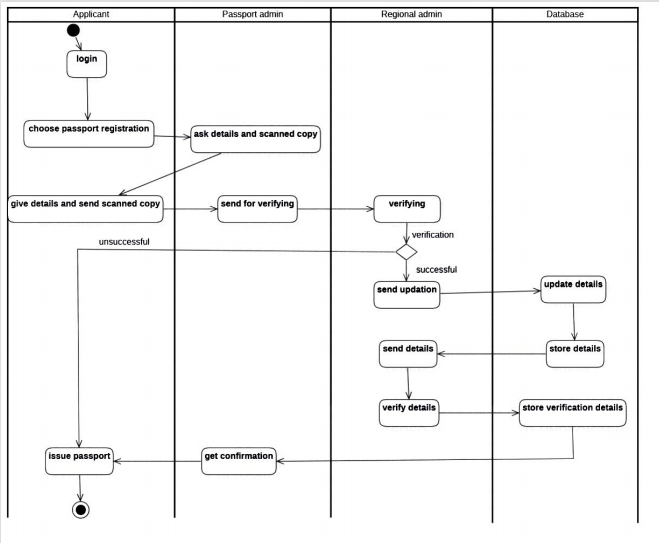 Applicant
Passport admin
Regional admin
Database
login
choose passport registration
ask details and scanned copy
give details and send scanned copy
send for verifying
verifying
verification
unsuccessful
successful
send updation
update details
send details
store details
verify details
store verification details
issue passport
get confirmation